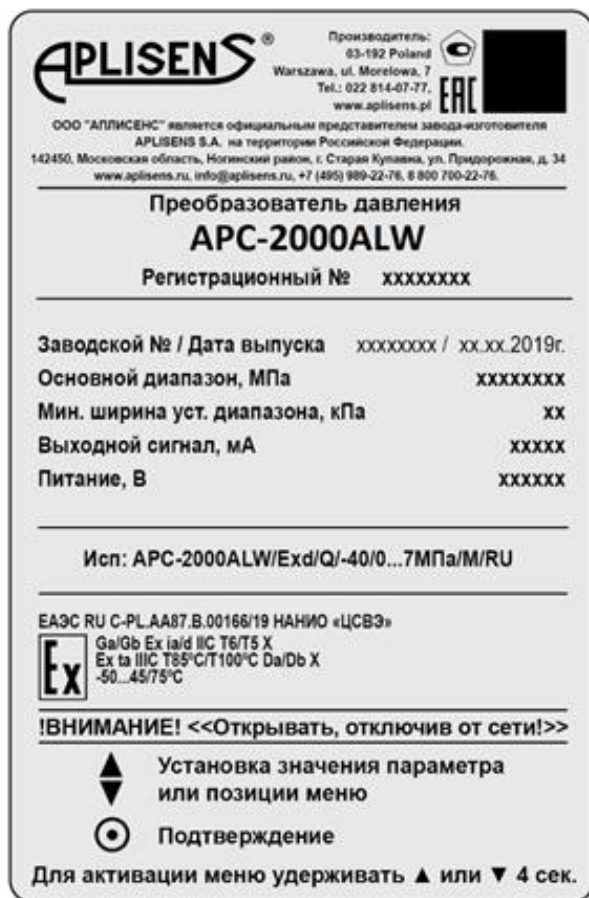 APLISENS®
Производитель:
03-192 Poland
Warszawa, ul. Morelowa, 7
Tel.: 022 814-07-77,
www.aplisens.pl
EAC
ООО "АПЛИСЕНС" является официальным представителем завода-изготовителя
APLISENS S.A. на территории Российской Федерации.
142450, Московская область, Ногинский район, г. Старая Купавна, ул. Придорожная, д. 34
www.aplisens.ru, info@aplisens.ru, +7 (495) 989-22-76, 8 800 700-22-76.
Преобразователь давления
APC-2000ALW
Регистрационный № xxxxxxxx
Заводской № / Дата выпуска xxxxxxxx / xx.xx.2019г.
Основной диапазон, МПа xxxxxxxx
Мин. ширина уст. диапазона, кПа xx
Выходной сигнал, мА xxxxx
Питание, В xxxxxx
Исп: APC-2000ALW/Exd/Q/-40/0...7МПа/M/RU
ЕАЭС RU C-PL.AA87.B.00166/19 НАНИО «ЦСВЭ»
Ex
Ga/Gb Ex ia/d IIC T6/T5 X
Ex ta IIIC T85°C/T100°C Da/Db X
-50...45/75°C
!ВНИМАНИЕ! <<Открывать, отключив от сети!>>
▲
▼ Установка значения параметра
или позиции меню
Подтверждение
Для активации меню удерживать ▲ или ▼ 4 сек.